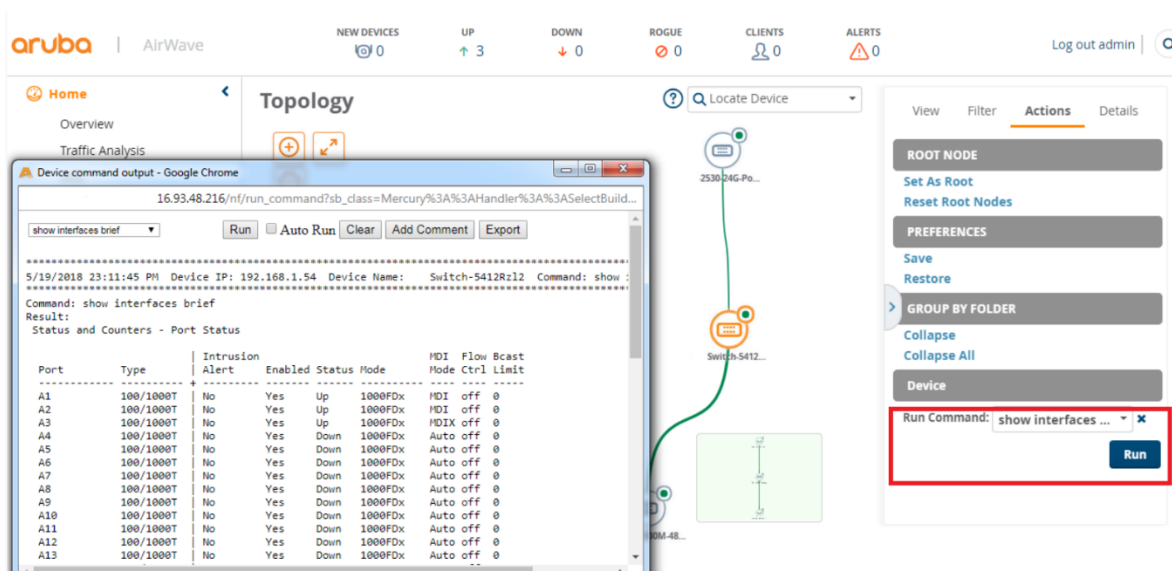 aruba | AirWave
NEW DEVICES UP DOWN ROGUE CLIENTS ALERTS
0 3 0 0 0 0
Log out admin
Home
Overview
Traffic Analysis
Topology
Locate Device
2530-24G-Po...
Switch-5412...
30M-48...
Device command output - Google Chrome
16.93.48.216/nf/run_command?sb_class=Mercury%3A%3AHandler%3A%3ASelectBuild...
show interfaces brief Run Auto Run Clear Add Comment Export
5/19/2018 23:11:45 PM Device IP: 192.168.1.54 Device Name: Switch-5412Rzl2 Command: show
Command: show interfaces brief
Result:
Status and Counters - Port Status
| Intrusion MDI Flow Bcast
Port Type | Alert Enabled Status Mode Mode Ctrl Limit
A1 100/1000T | No Yes Up 1000FDx MDI off 0
A2 100/1000T | No Yes Up 1000FDx MDI off 0
A3 100/1000T | No Yes Up 1000FDx MDIX off 0
A4 100/1000T | No Yes Down 1000FDx Auto off 0
A5 100/1000T | No Yes Down 1000FDx Auto off 0
A6 100/1000T | No Yes Down 1000FDx Auto off 0
A7 100/1000T | No Yes Down 1000FDx Auto off 0
A8 100/1000T | No Yes Down 1000FDx Auto off 0
A9 100/1000T | No Yes Down 1000FDx Auto off 0
A10 100/1000T | No Yes Down 1000FDx Auto off 0
A11 100/1000T | No Yes Down 1000FDx Auto off 0
A12 100/1000T | No Yes Down 1000FDx Auto off 0
A13 100/1000T | No Yes Down 1000FDx Auto off 0
View Filter Actions Details
ROOT NODE
Set As Root
Reset Root Nodes
PREFERENCES
Save
Restore
GROUP BY FOLDER
Collapse
Collapse All
Device
Run Command: show interfaces ...
Run